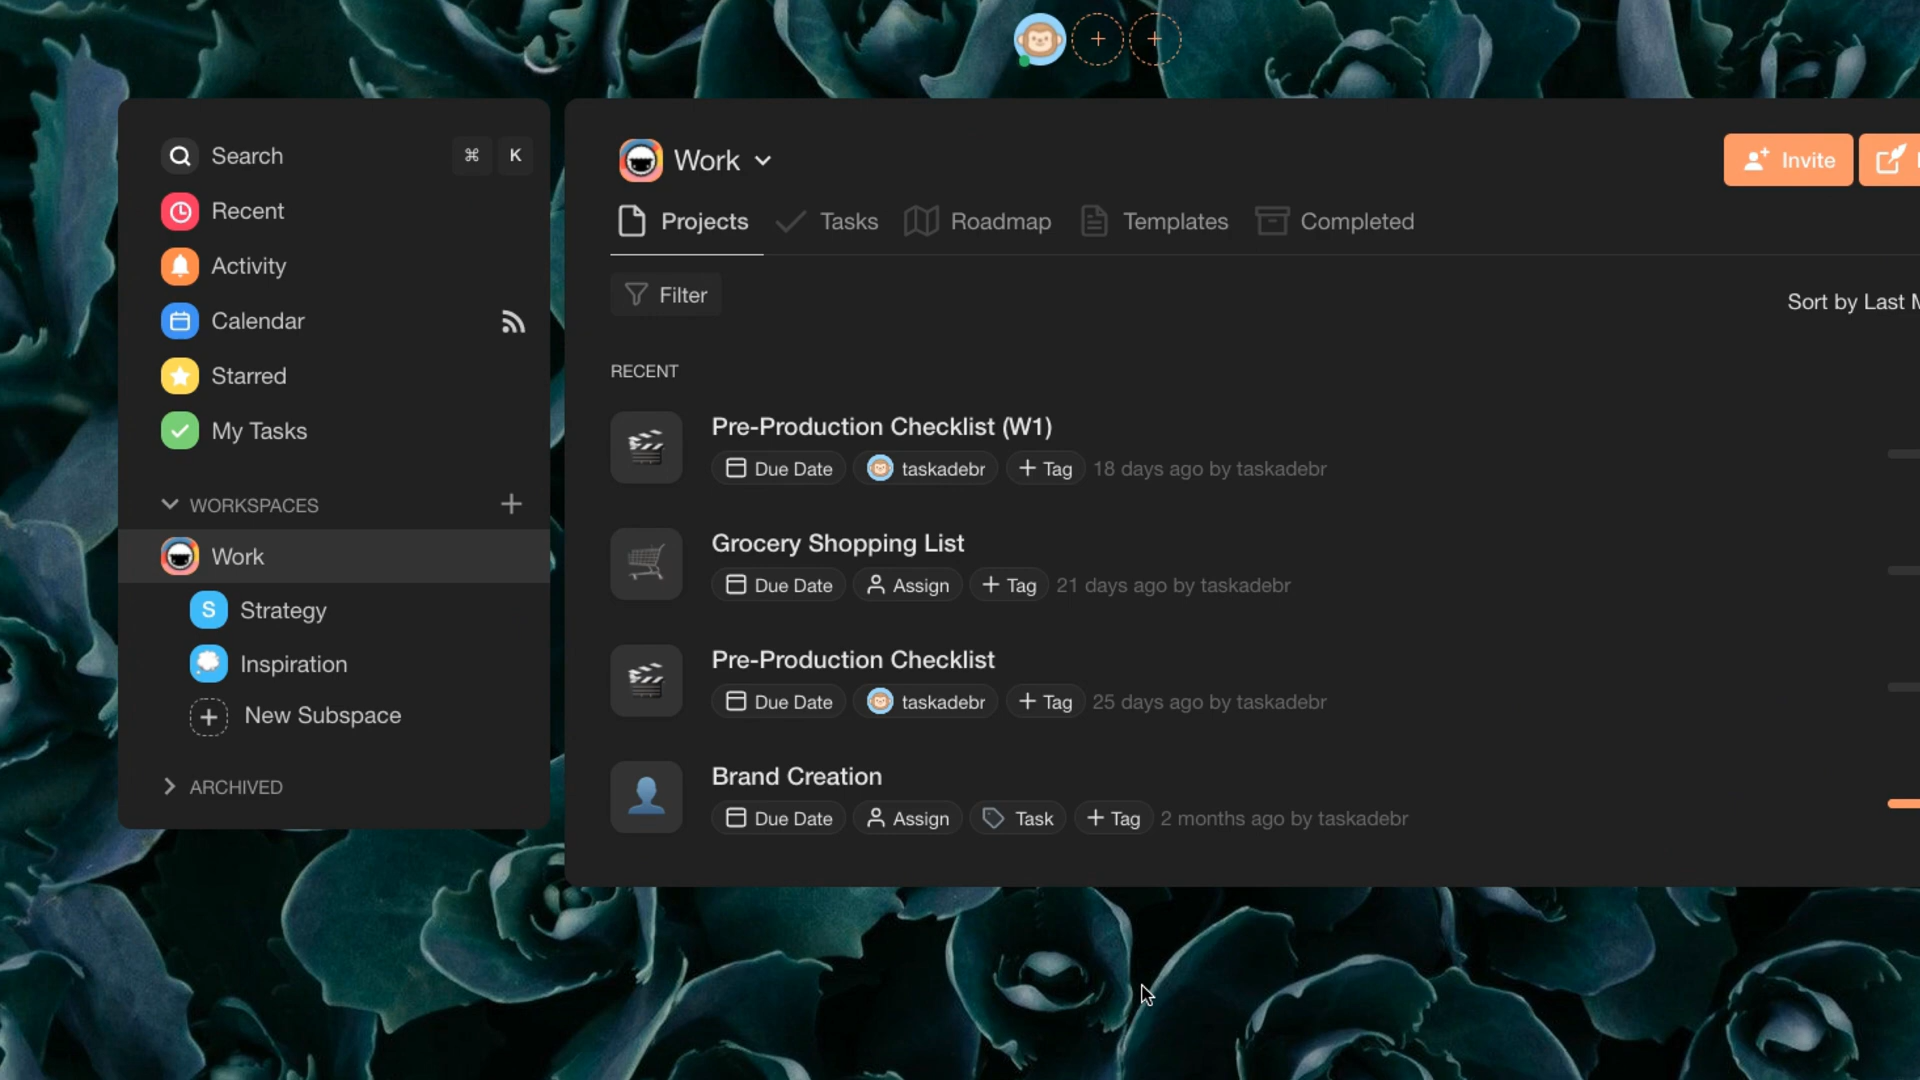 Search ⌘ K
Recent
Activity
Calendar
Starred
My Tasks
WORKSPACES
Work
S Strategy
Inspiration
New Subspace
ARCHIVED
Work
Invite
Projects Tasks Roadmap Templates Completed
Filter
Sort by Last
RECENT
Pre-Production Checklist (W1)
Due Date taskadebr + Tag 18 days ago by taskadebr
Grocery Shopping List
Due Date Assign + Tag 21 days ago by taskadebr
Pre-Production Checklist
Due Date taskadebr + Tag 25 days ago by taskadebr
Brand Creation
Due Date Assign Task + Tag 2 months ago by taskadebr